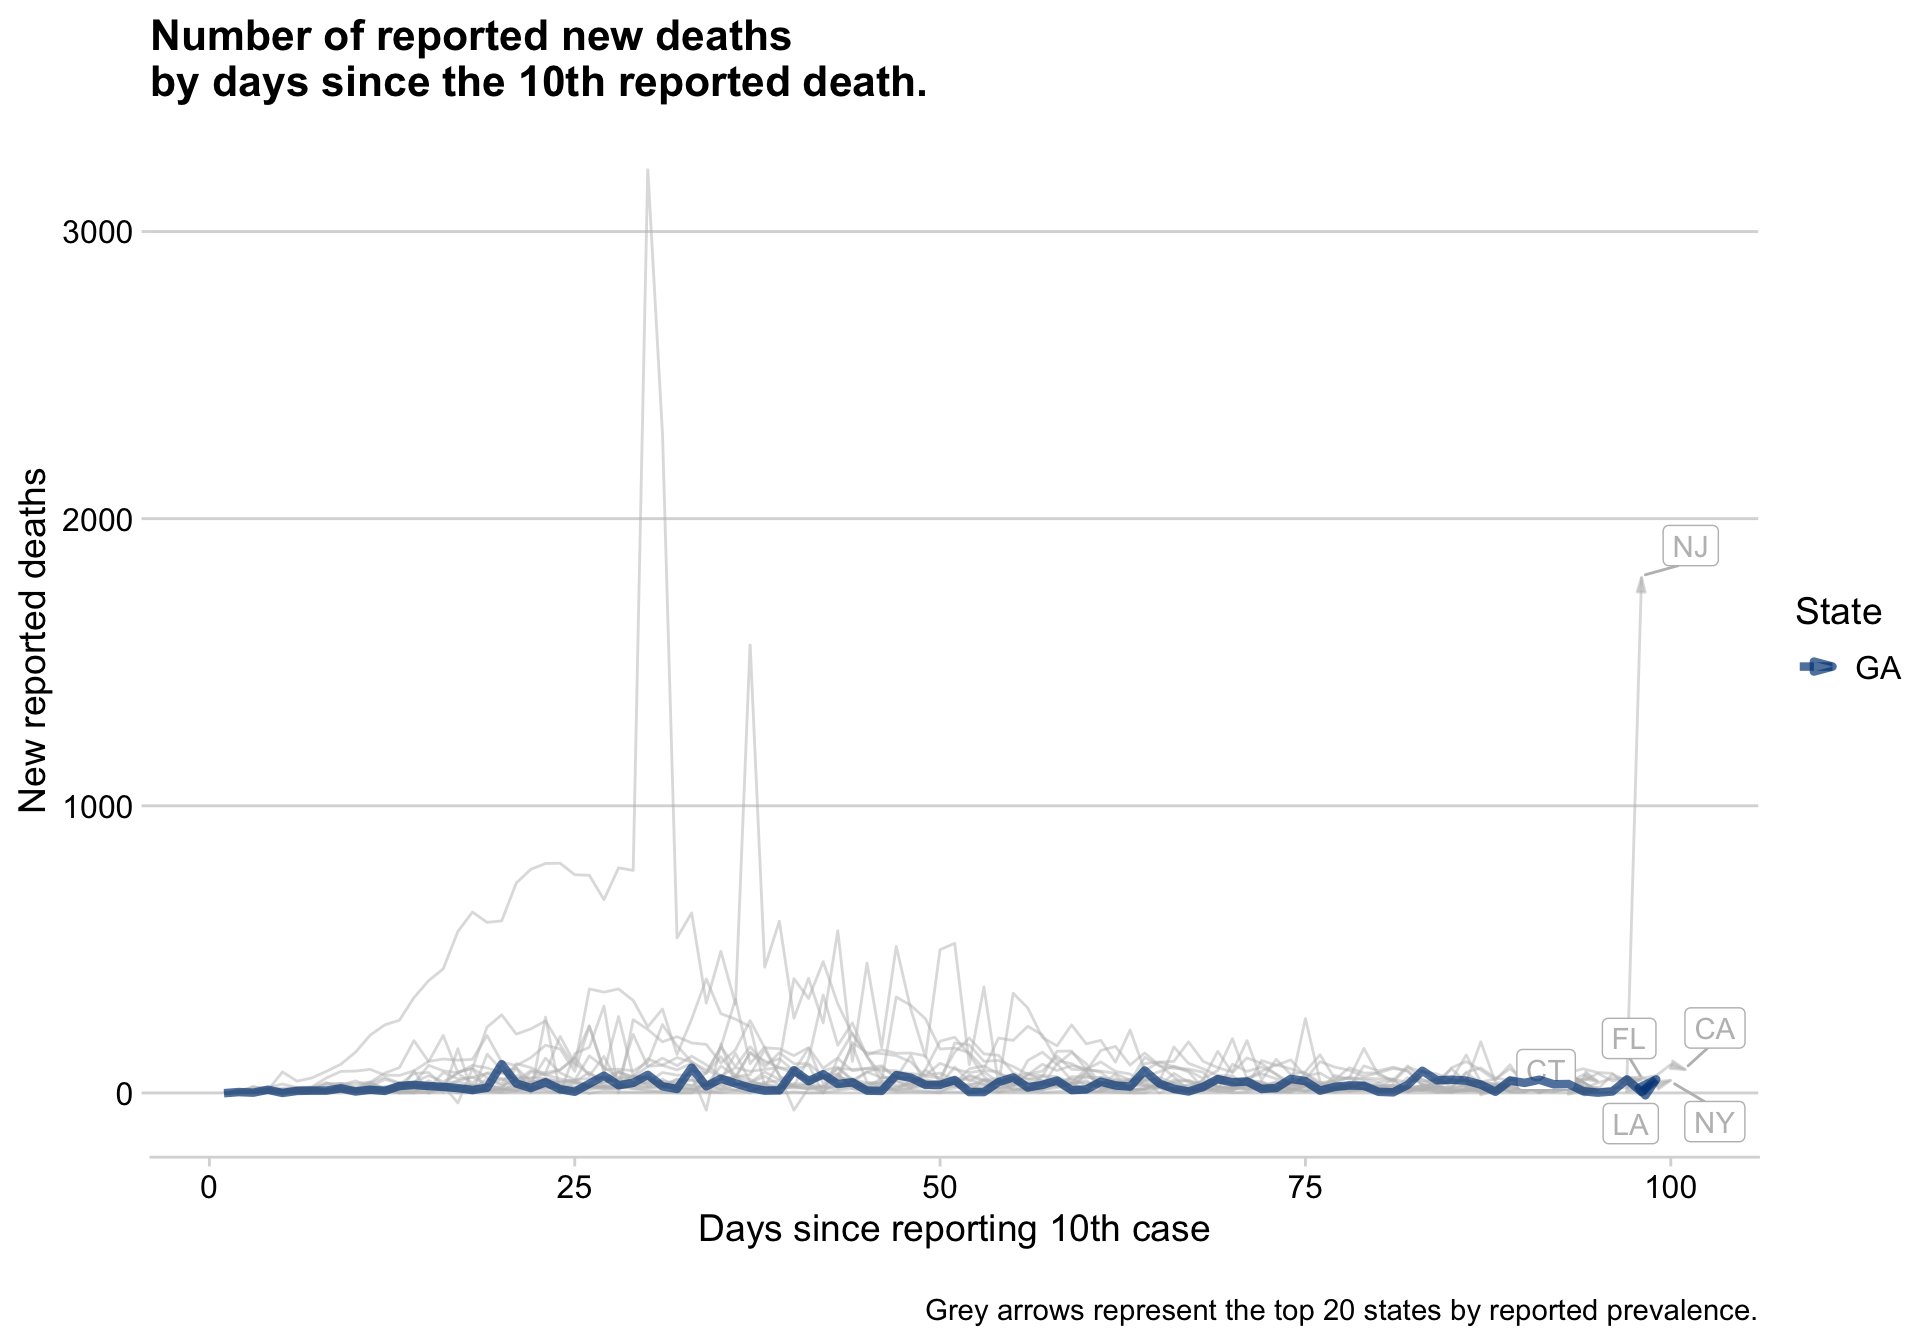 Number of reported new deaths
by days since the 10th reported death.
New reported deaths
3000
2000
1000
0
NJ
FL
CA
CT
LA
NY
State
GA
0
25
50
75
100
Days since reporting 10th case
Grey arrows represent the top 20 states by reported prevalence.